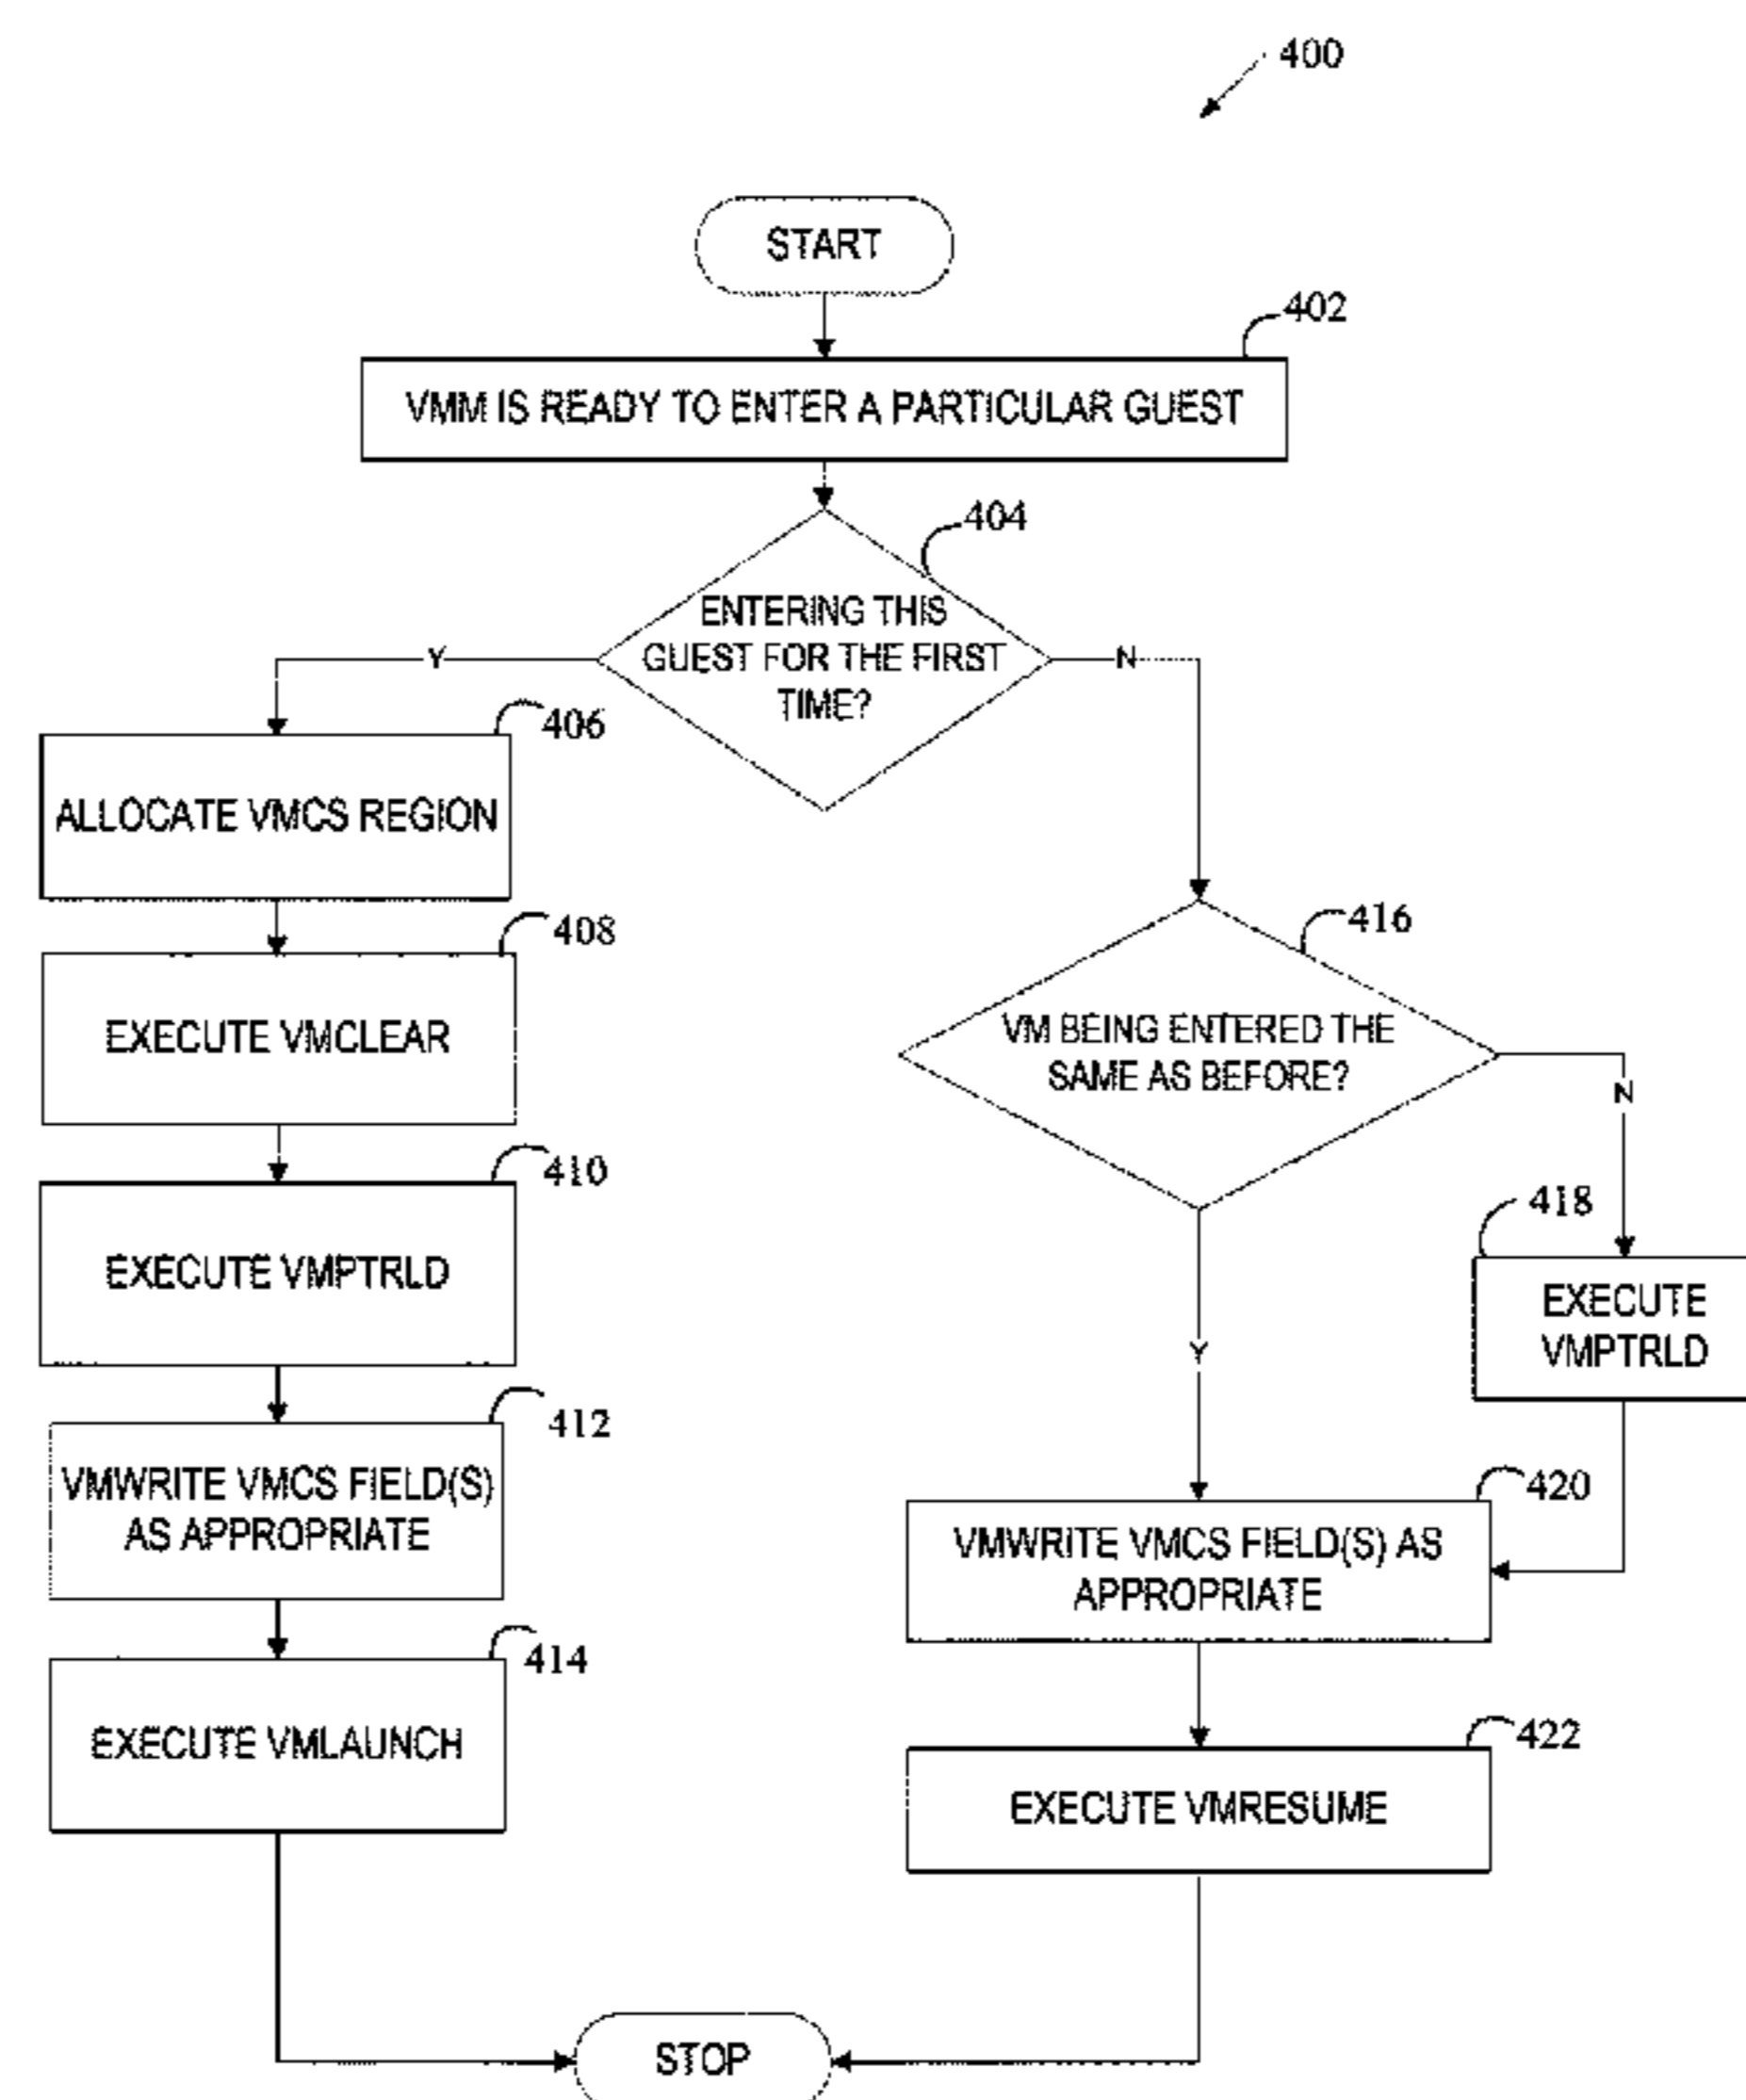 400
START
402
VMM IS READY TO ENTER A PARTICULAR GUEST
404
ENTERING THIS
GUEST FOR THE FIRST
TIME?
Y
N
406
ALLOCATE VMCS REGION
408
EXECUTE VMCLEAR
410
EXECUTE VMPTRLD
412
VMWRITE VMCS FIELD(S)
AS APPROPRIATE
414
EXECUTE VMLAUNCH
416
VM BEING ENTERED THE
SAME AS BEFORE?
N
Y
418
EXECUTE
VMPTRLD
420
VMWRITE VMCS FIELD(S) AS
APPROPRIATE
422
EXECUTE VMRESUME
STOP